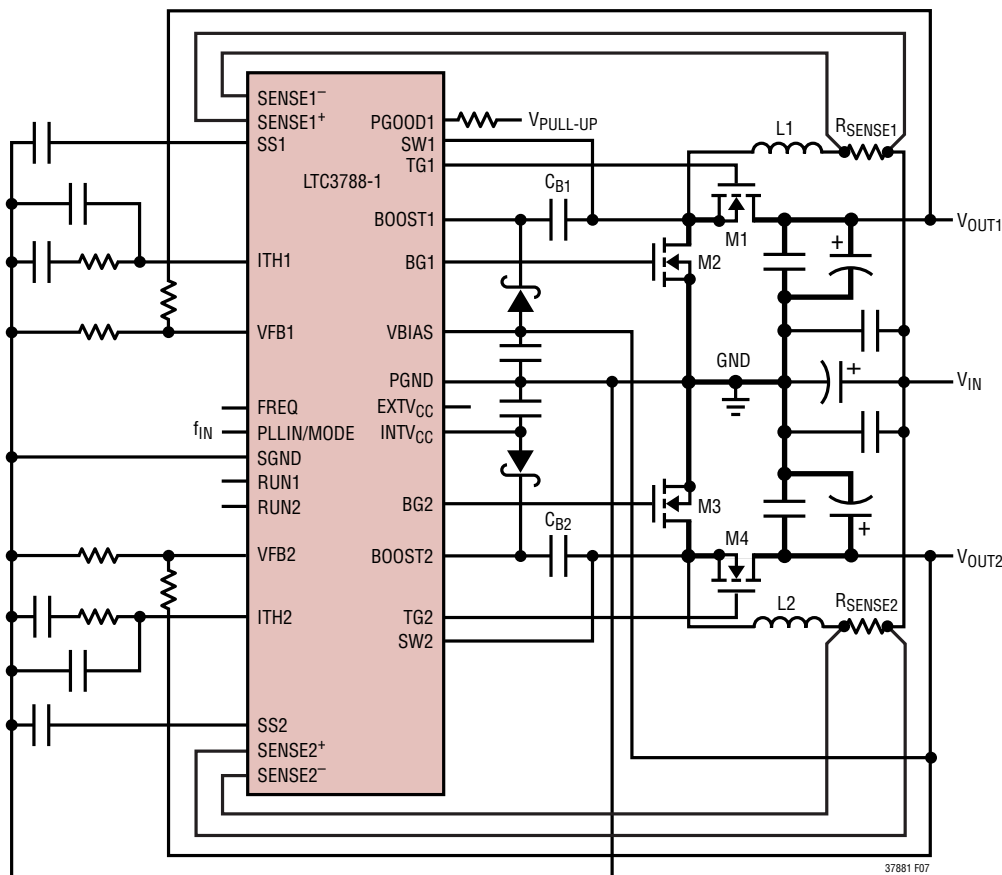 SENSE1–
SENSE1+
SS1
LTC3788-1
ITH1
VFB1
FREQ
fIN
PLLIN/MODE
SGND
RUN1
RUN2
VFB2
ITH2
SS2
SENSE2+
SENSE2–
PGOOD1
VPULL-UP
SW1
TG1
BOOST1
BG1
VBIAS
PGND
EXTVCC
INTVCC
BG2
BOOST2
TG2
SW2
CB1
CB2
L1
RSENSE1
M1
M2
+
VOUT1
GND
+
VIN
M3
M4
+
VOUT2
L2
RSENSE2
37881 F07